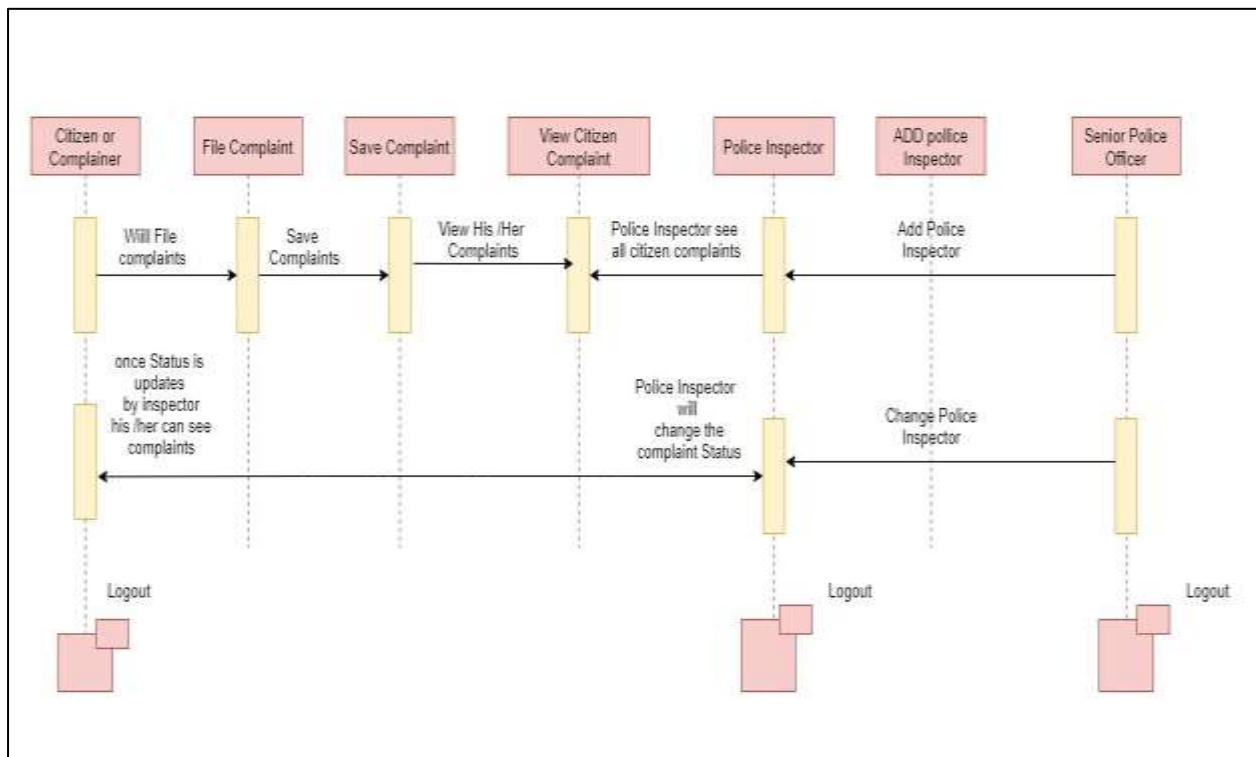 Citizen or
Complainer
File Complaint
Save Complaint
View Citizen
Complaint
Police Inspector
ADD pollice
Inspector
Senior Police
Officer
Will File
complaints
Save
Complaints
View His /Her
Complaints
Police Inspector see
all citizen complaints
Add Police
Inspector
once Status is
updates
by inspector
his /her can see
complaints
Police Inspector
will
change the
complaint Status
Change Police
Inspector
Logout
Logout
Logout